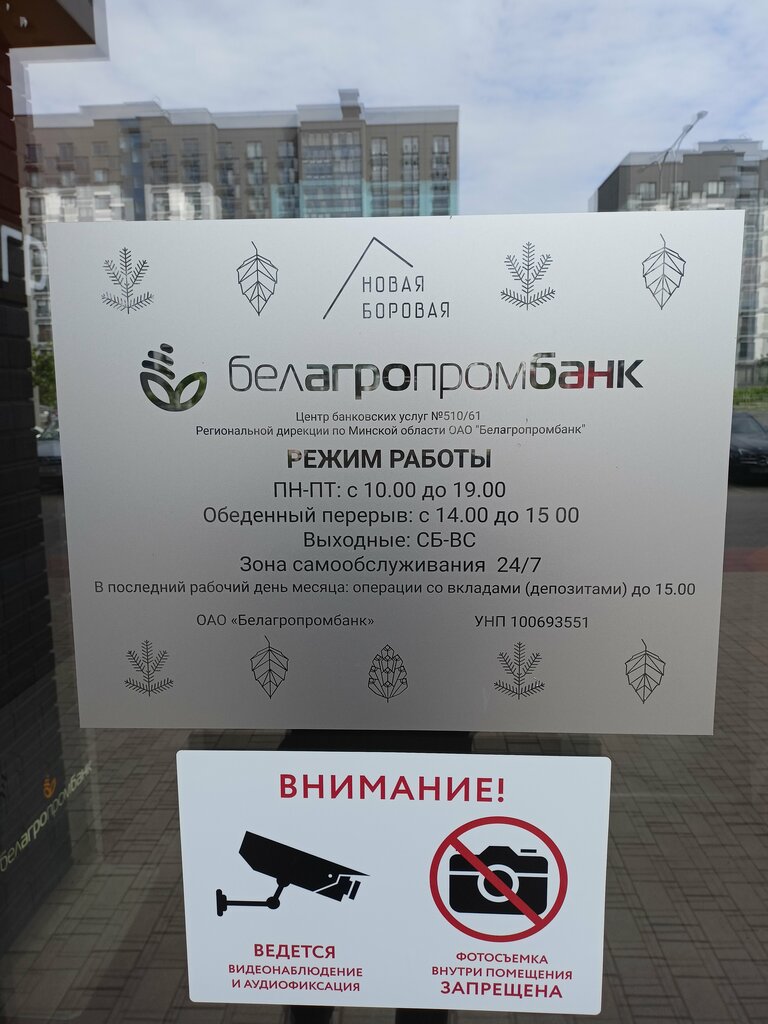 НОВАЯ
БОРОВАЯ
белагропромбанк
Центр банковских услуг №510/61
Региональной дирекции по Минской области ОАО "Белагропромбанк"
РЕЖИМ РАБОТЫ
ПН-ПТ: с 10.00 до 19.00
Обеденный перерыв: с 14.00 до 15 00
Выходные: СБ-ВС
Зона самообслуживания 24/7
В последний рабочий день месяца: операции со вкладами (депозитами) до 15.00
ОАО «Белагропромбанк» УНП 100693551
белагропромбанк
ВНИМАНИЕ!
ВЕДЕТСЯ
ВИДЕОНАБЛЮДЕНИЕ
И АУДИОФИКСАЦИЯ
ФОТОСЪЕМКА
ВНУТРИ ПОМЕЩЕНИЯ
ЗАПРЕЩЕНА